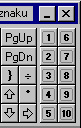 znaku
PgUp 1 6
PgDn 2 7
} ÷ 3 8
↑ * 4 9
↓ • 5 10